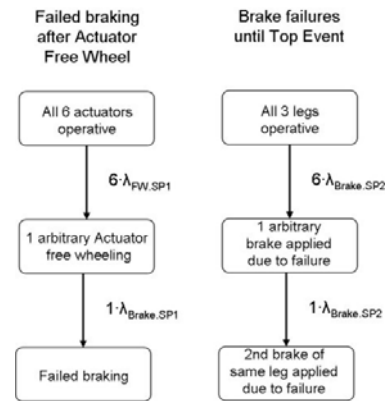 Failed braking
after Actuator
Free Wheel
All 6 actuators
operative
6·λFW.SP1
1 arbitrary Actuator
free wheeling
1·λBrake.SP1
Failed braking
Brake failures
until Top Event
All 3 legs
operative
6·λBrake.SP2
1 arbitrary
brake applied
due to failure
1·λBrake.SP2
2nd brake of
same leg applied
due to failure